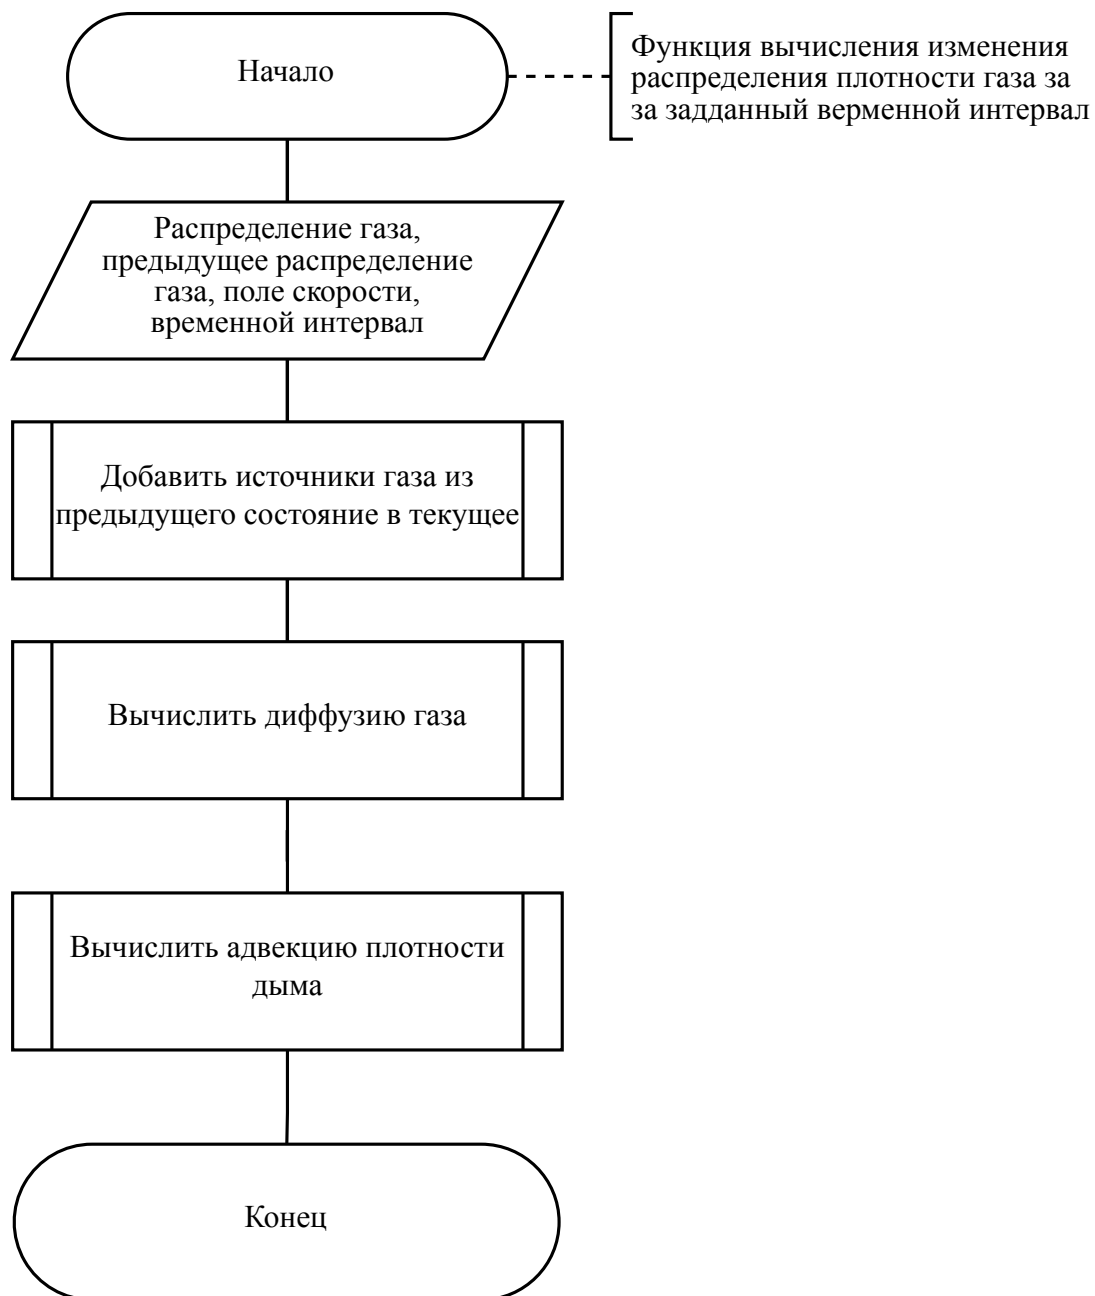 Начало
Функция вычисления изменения
распределения плотности газа за
за задданный верменной интервал
Распределение газа,
предыдущее распределение
газа, поле скорости,
временной интервал
Добавить источники газа из
предыдущего состояние в текущее
Вычислить диффузию газа
Вычислить адвекцию плотности
дыма
Конец